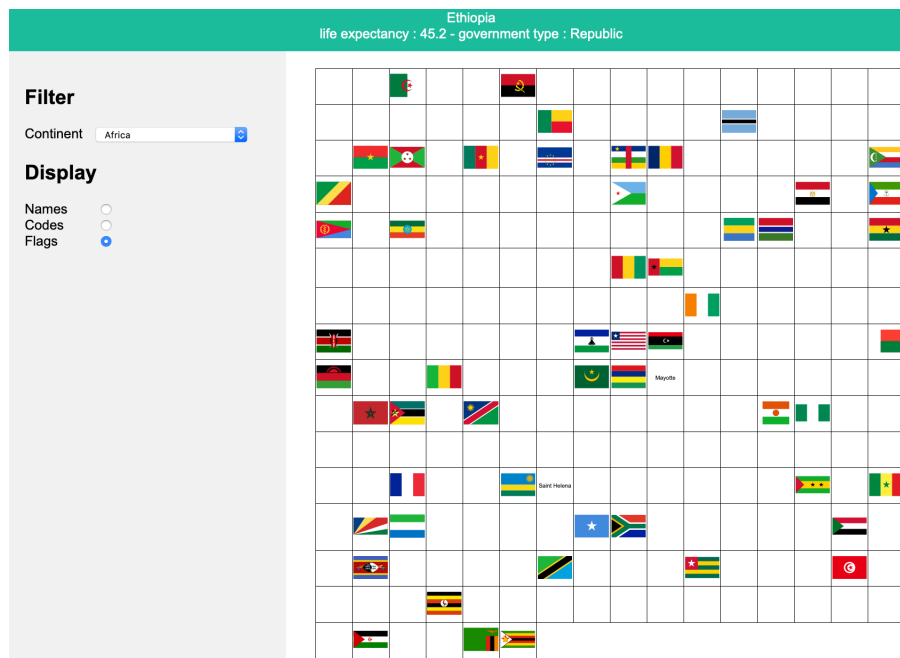 Ethiopia
life expectancy : 45.2 - government type : Republic
Filter
Continent Africa
Display
Names
Codes
Flags
Mayotte
Saint Helena